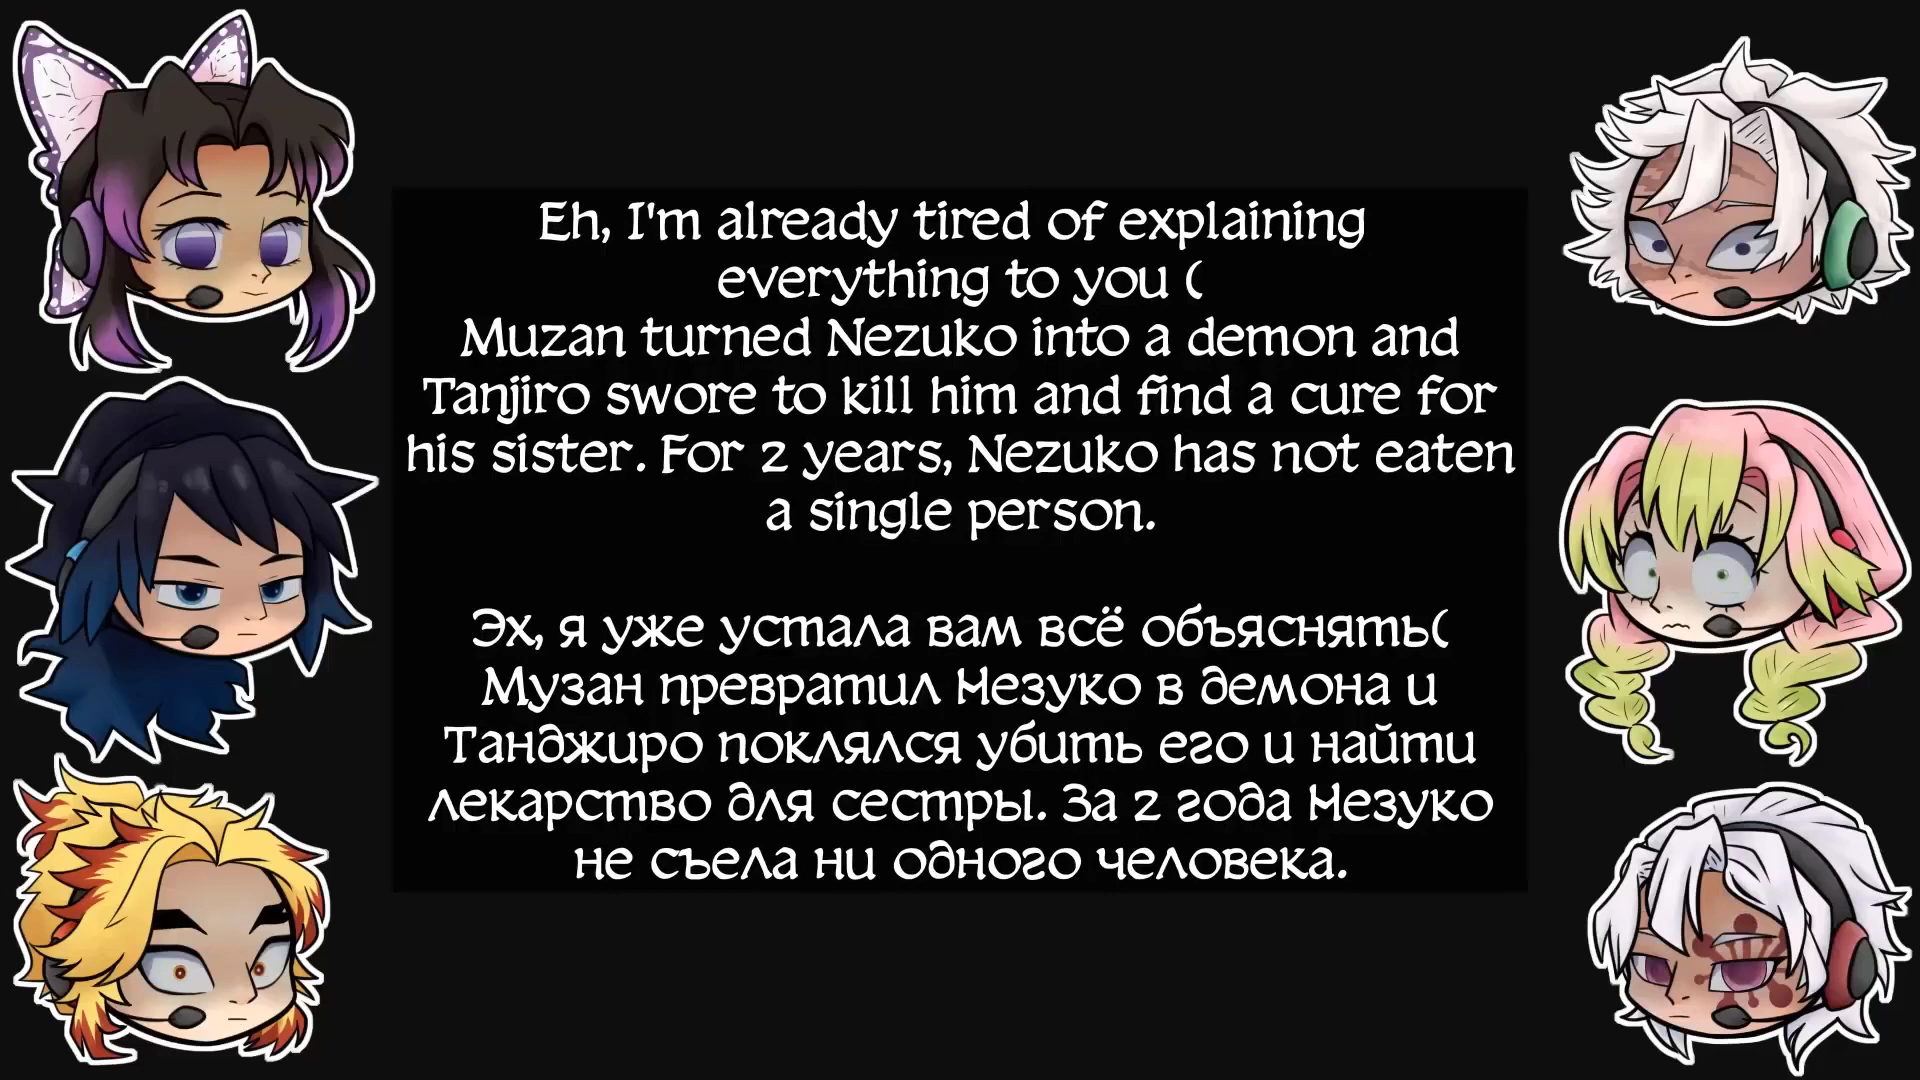 Eh, I'm already tired of explaining
everything to you (
Muzan turned Nezuko into a demon and
Tanjiro swore to kill him and find a cure for
his sister. For 2 years, Nezuko has not eaten
a single person.
Эх, я уже устала вам всё объяснять(
Музан превратил Незуко в демона и
Танджиро поклялся убить его и найти
лекарство для сестры. За 2 года Незуко
не съела ни одного человека.